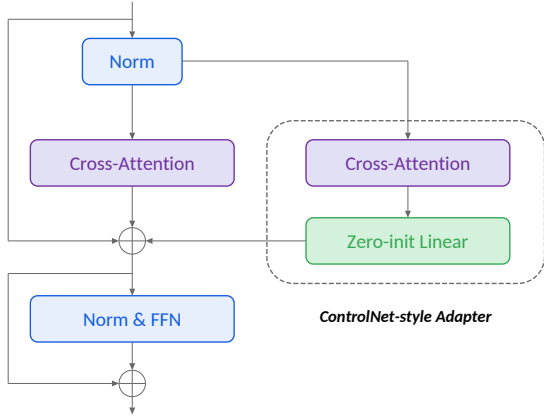 Norm
Cross-Attention
Cross-Attention
Zero-init Linear
Norm & FFN
ControlNet-style Adapter